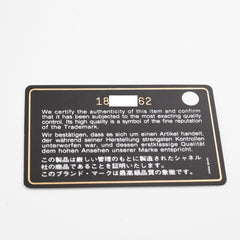 18 62
We certify the authenticity of this item and confirm
that it has been subjected to the most exacting quality
control. Its high quality is a symbol of the fine reputation
of the Trademark.
Wir bestätigen, dass es sich um einen Artikel handelt,
der während seiner Herstellung strengsten Kontrollen
unterworfen war, und dessen erstklassige Qualität
dem hohen Ansehen unserer Marke entspricht.
この製品は厳しい管理のもとに製造されたシャネル
社の商品であることを証明いたします。
このブランド・マークは最高級品質の象徴です。